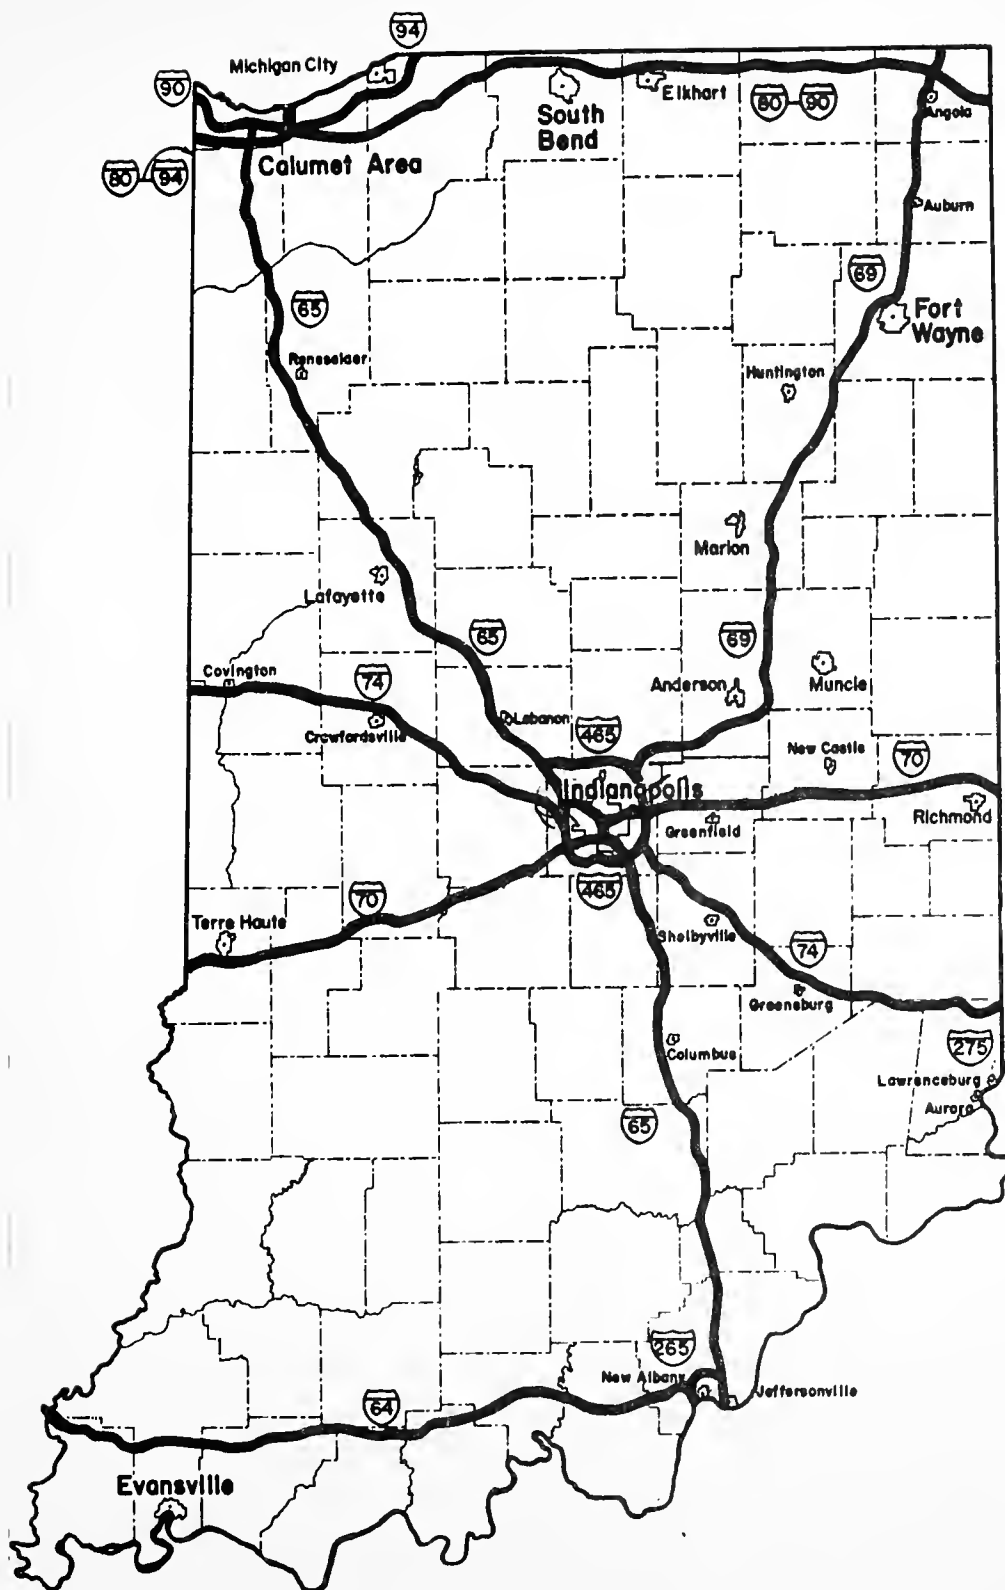 94
Michigan City
90
South
Bend
Elkhart
80 90
Angola
80 94
Calumet Area
Auburn
69
65
Fort
Wayne
Reneselaer
Huntington
Marion
Lafayette
65
69
Covington
74
Anderson
Muncie
Crawfordsville
Lebanon
465
New Castle
70
Indianapolis
Greenfield
Richmond
70
465
Terre Haute
Shelbyville
74
Greensburg
Columbus
275
Lawrenceburg
Aurora
65
265
New Albany
Jeffersonville
64
Evansville